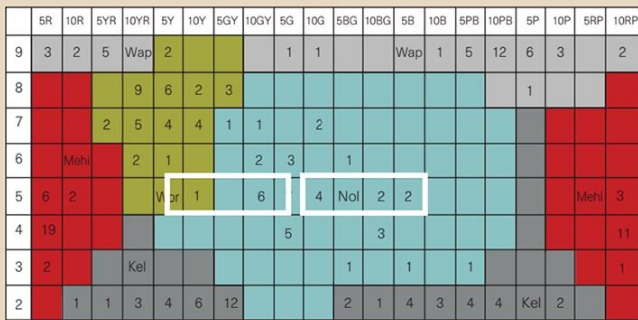 5R 10R 5YR 10YR 5Y 10Y 5GY 10GY 5G 10G 5BG 10BG 5B 10B 5PB 10PB 5P 10P 5RP 10RP
9 3 2 5 Wap 2 1 1 Wap 1 5 12 6 3 2
8 9 6 2 3 1
7 2 5 4 4 1 1 2
6 Mehi 2 1 2 3 1
5 6 2 Wor 1 6 4 Nol 2 2 Mehi 3
4 19 5 3 11
3 2 Kel 1 1 1 1
2 1 1 3 4 6 12 2 1 4 3 4 4 Kel 2